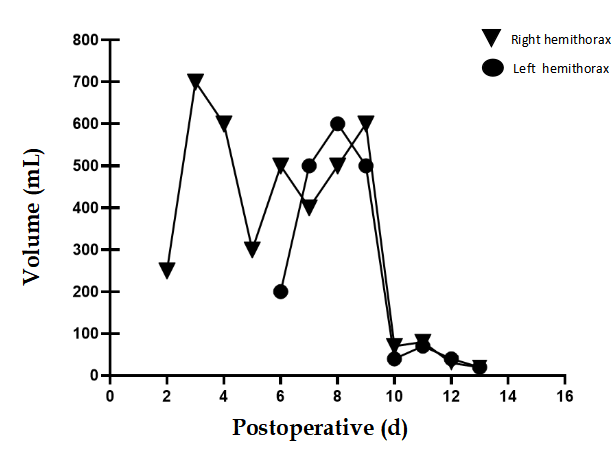 Right hemithorax
Left hemithorax
800
700
600
500
400
300
200
100
0
Volume (mL)
0 2 4 6 8 10 12 14 16
Postoperative (d)